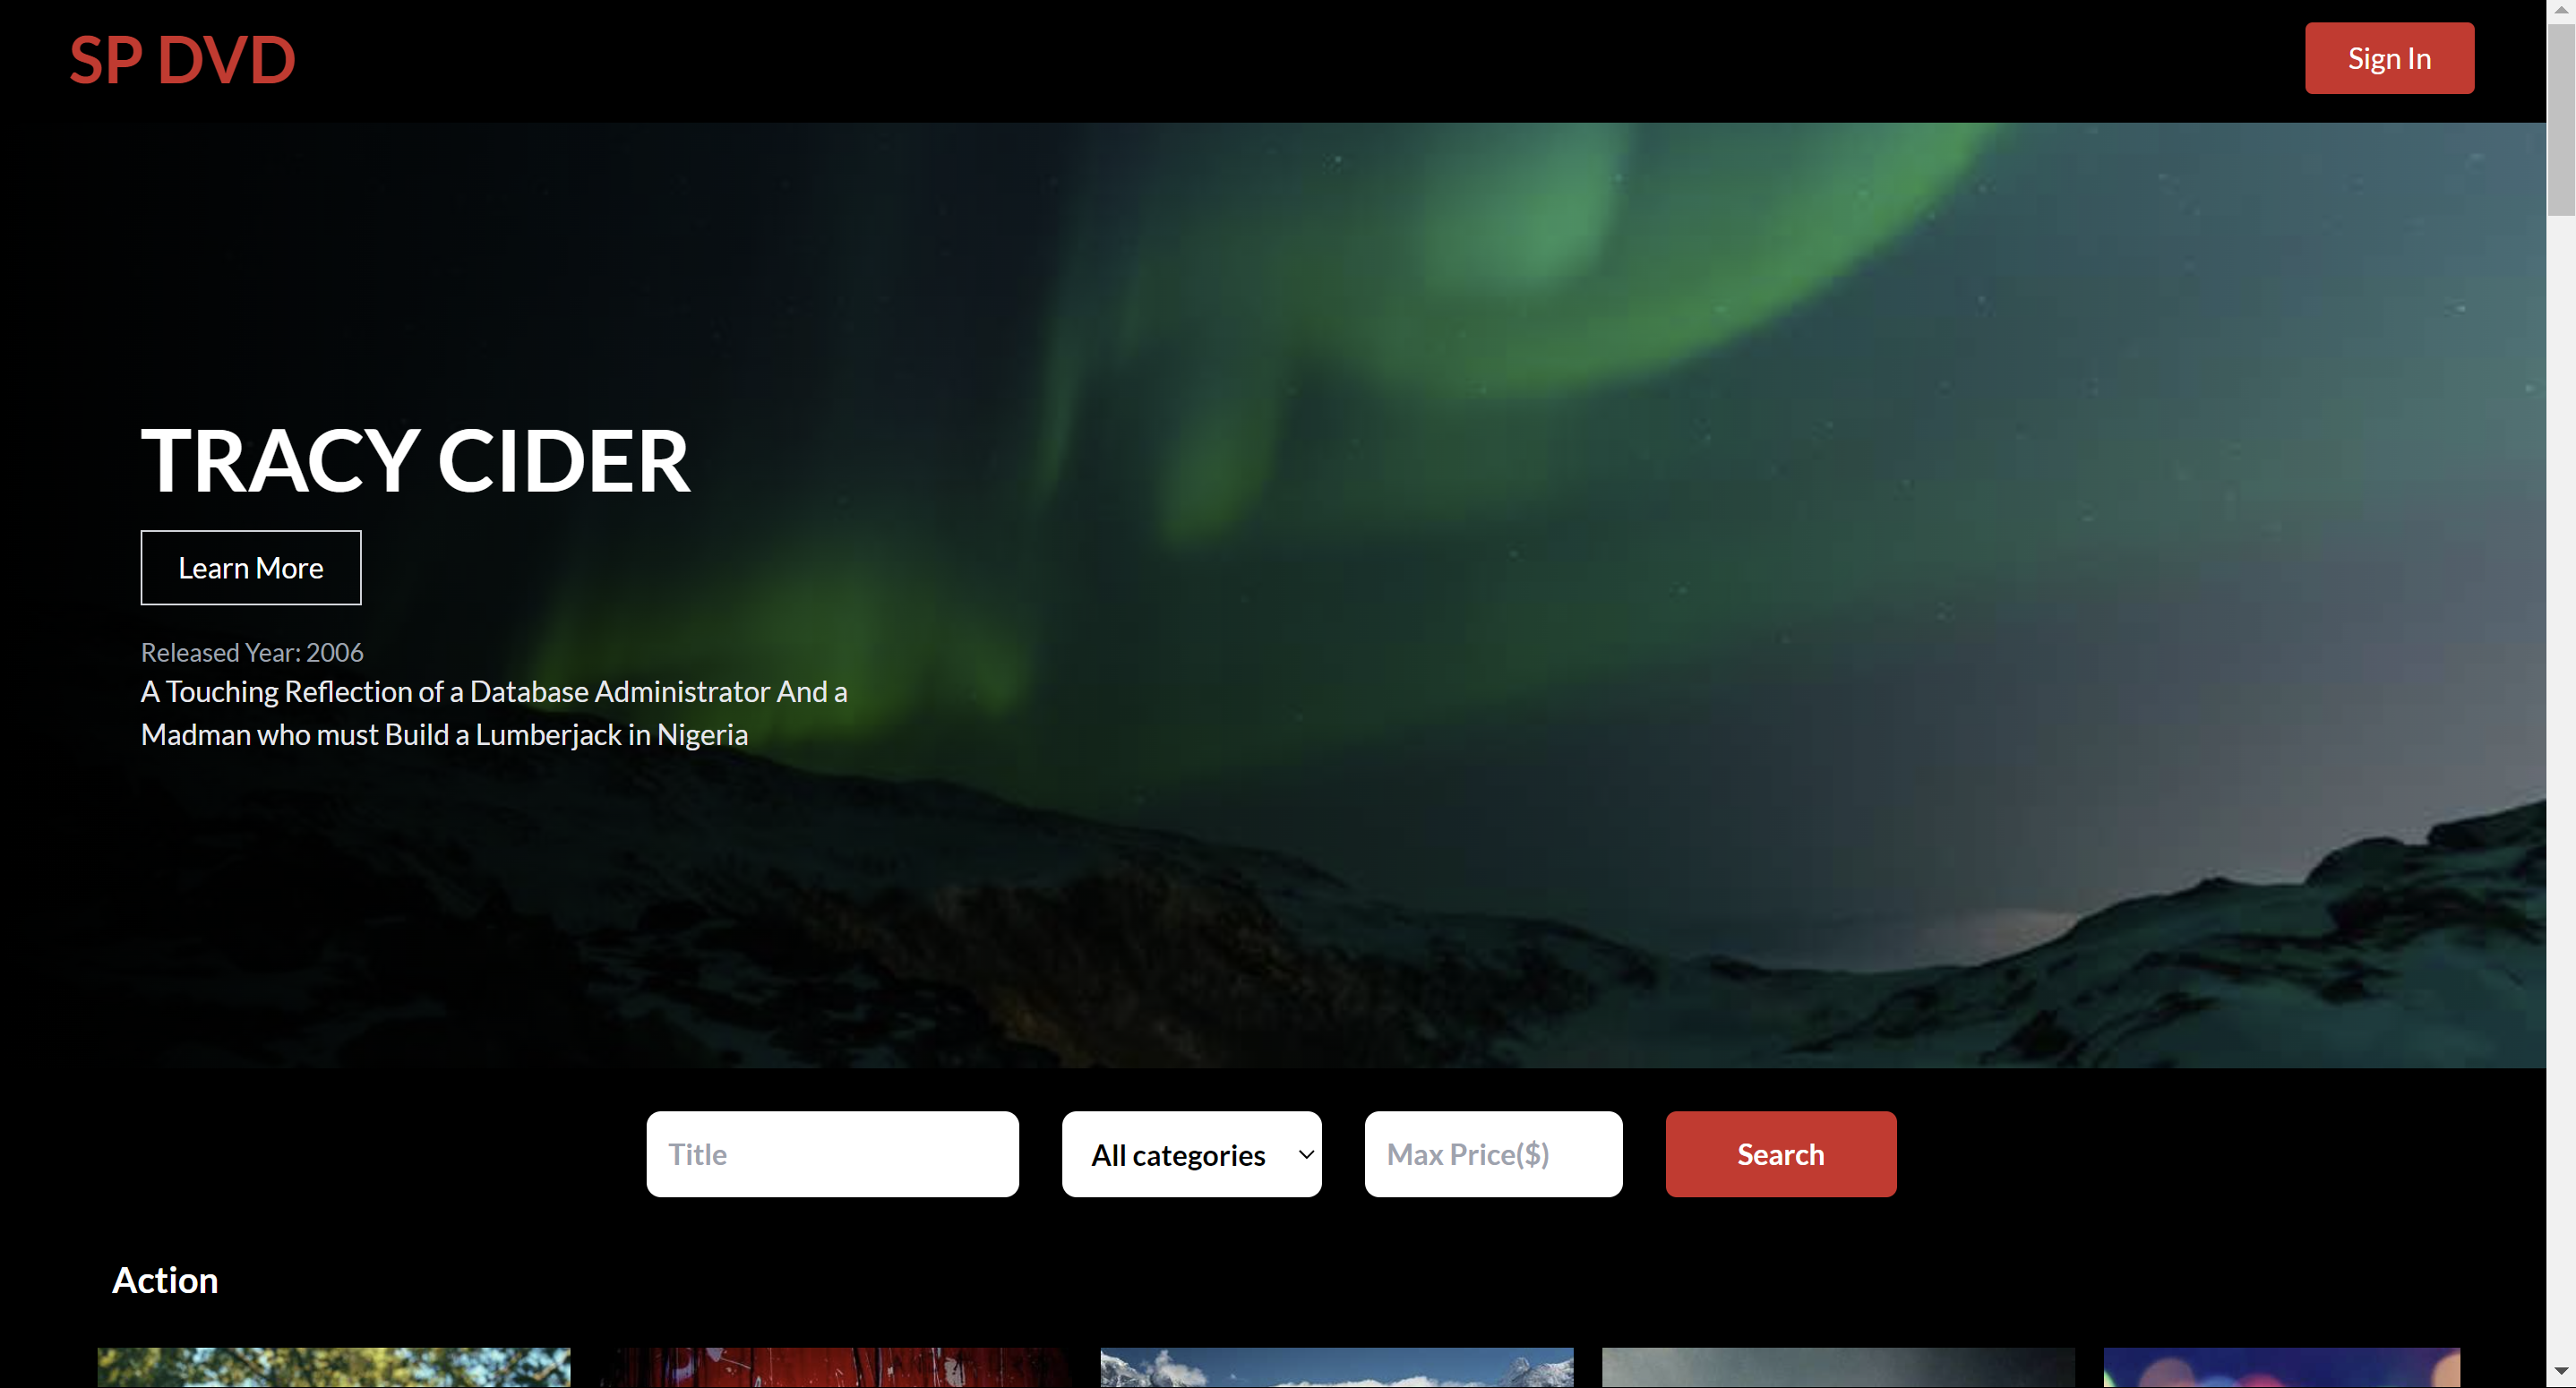 SP DVD
Sign In
TRACY CIDER
Learn More
Released Year: 2006
A Touching Reflection of a Database Administrator And a
Madman who must Build a Lumberjack in Nigeria
Title
All categories
Max Price($)
Search
Action